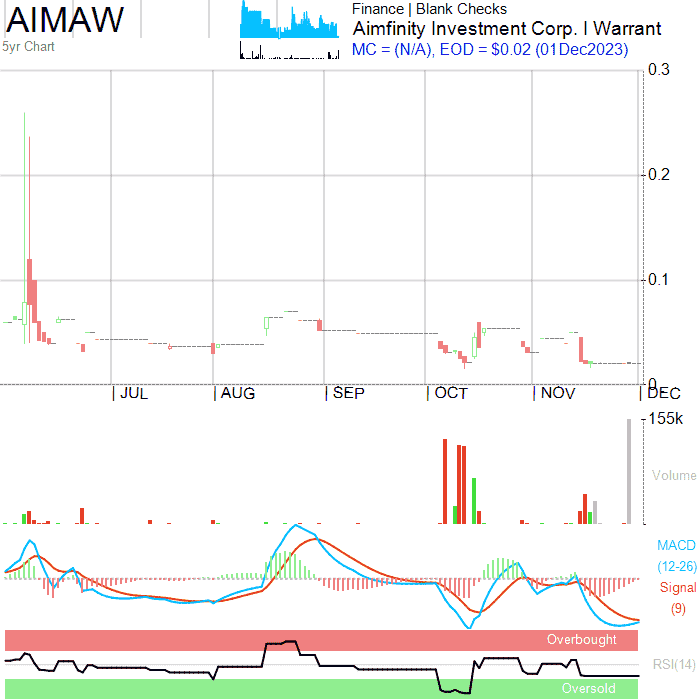 AIMAW
5yr Chart
Finance | Blank Checks
Aimfinity Investment Corp. I Warrant
MC = (N/A), EOD = $0.02 (01Dec2023)
0.3
0.2
0.1
0
JUL AUG SEP OCT NOV DEC
155k
Volume
MACD
(12-26)
Signal
(9)
Overbought
RSI(14)
Oversold